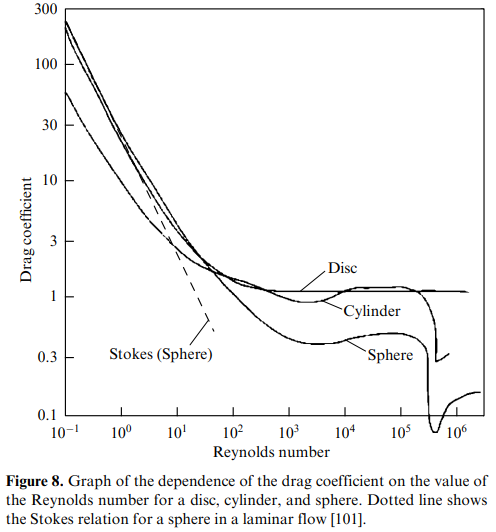 300
100
30
10
3
1
0.3
0.1
Drag coefficient
Disc
Cylinder
Stokes (Sphere)
Sphere
10⁻¹ 10⁰ 10¹ 10² 10³ 10⁴ 10⁵ 10⁶
Reynolds number
Figure 8. Graph of the dependence of the drag coefficient on the value of
the Reynolds number for a disc, cylinder, and sphere. Dotted line shows
the Stokes relation for a sphere in a laminar flow [101].